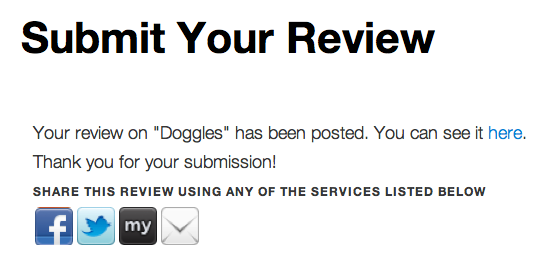 Submit Your Review
Your review on "Doggles" has been posted. You can see it here.
Thank you for your submission!
SHARE THIS REVIEW USING ANY OF THE SERVICES LISTED BELOW
f my